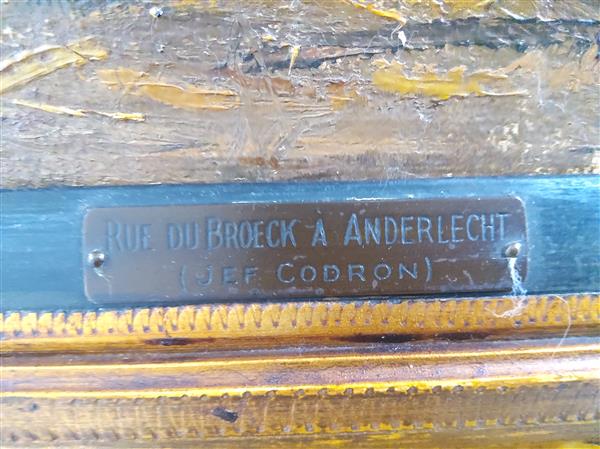 RUE DU BROECK A ANDERLECHT
(JEF CODRON)